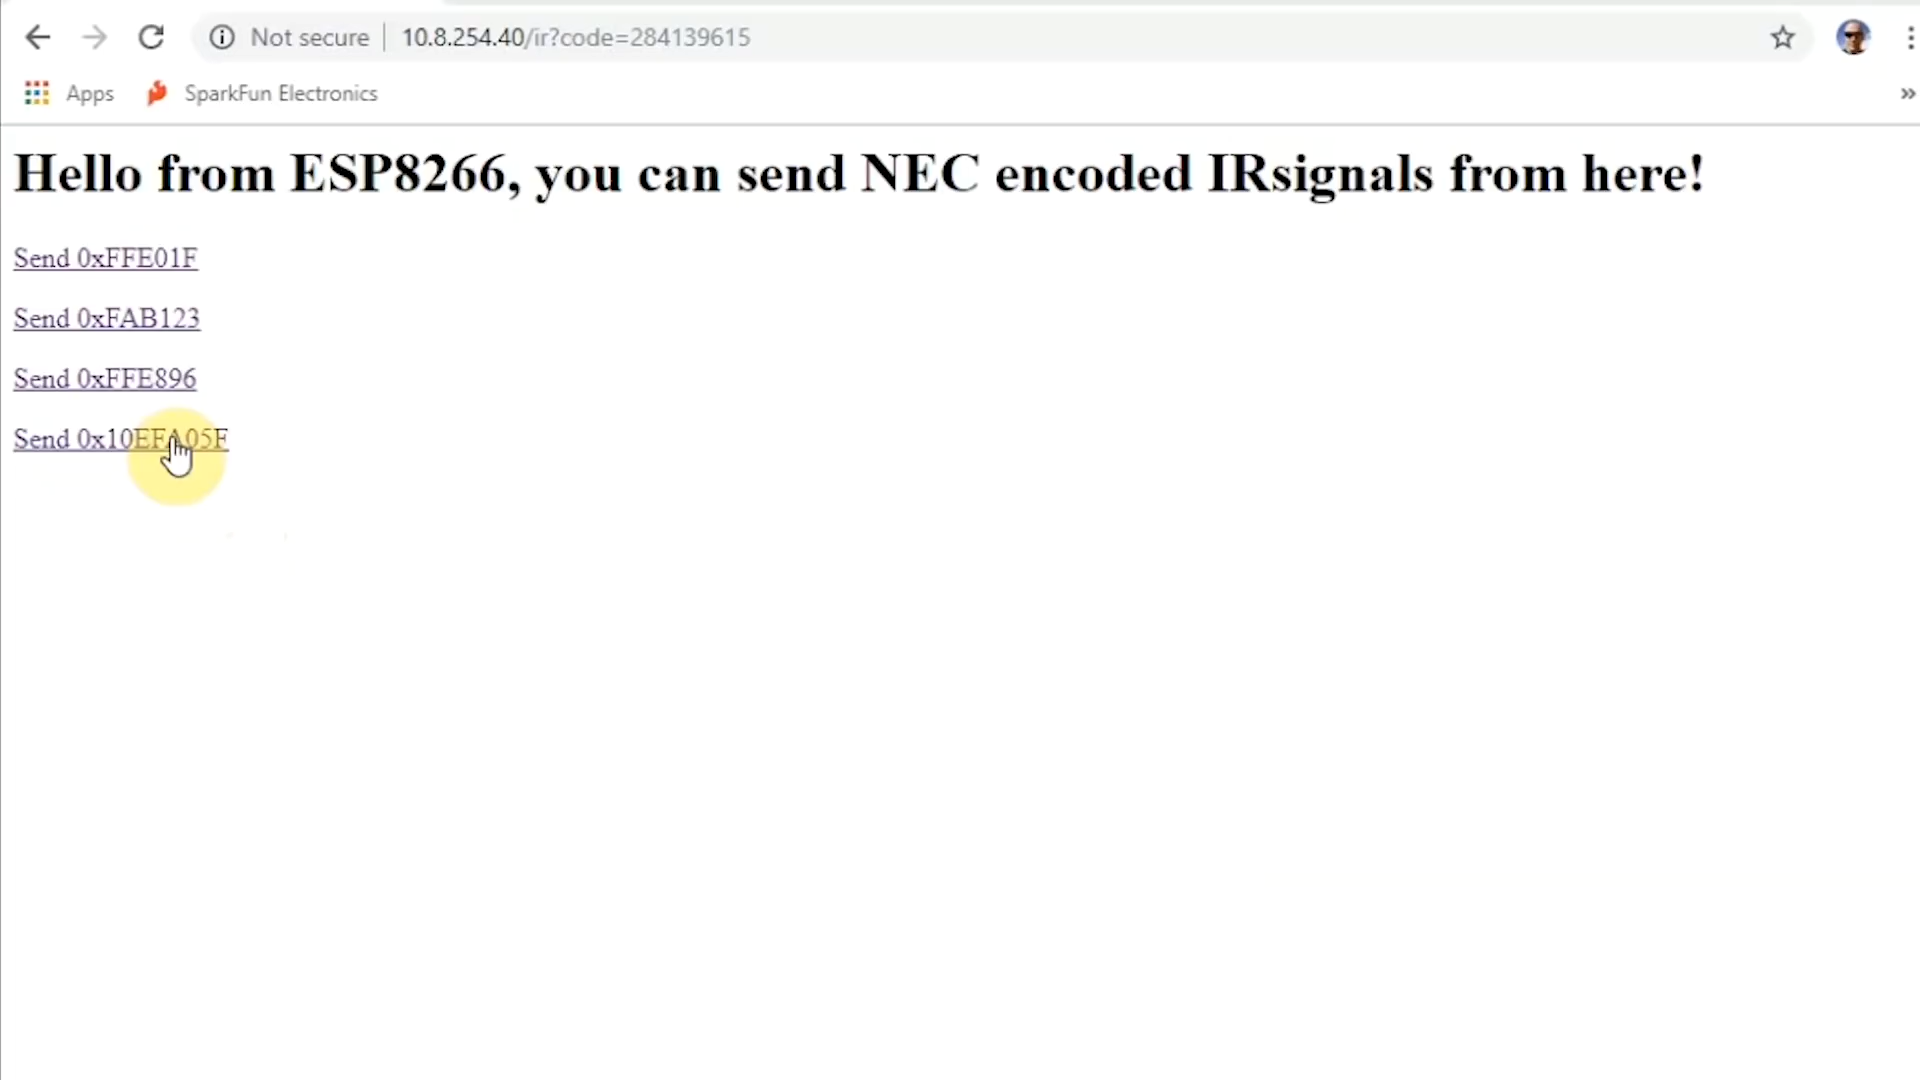 Not secure 10.8.254.40/ir?code=284139615
Apps SparkFun Electronics »
Hello from ESP8266, you can send NEC encoded IRsignals from here!
Send 0xFFE01F
Send 0xFAB123
Send 0xFFE896
Send 0x10EFA05F